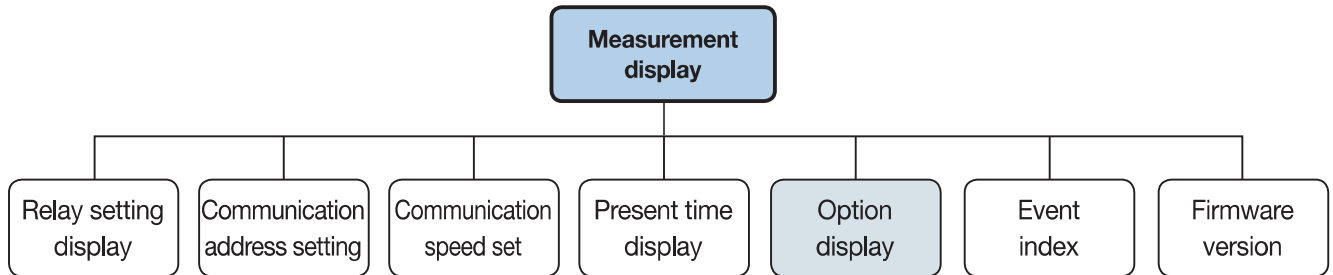 Measurement
display
Relay setting
display
Communication
address setting
Communication
speed set
Present time
display
Option
display
Event
index
Firmware
version